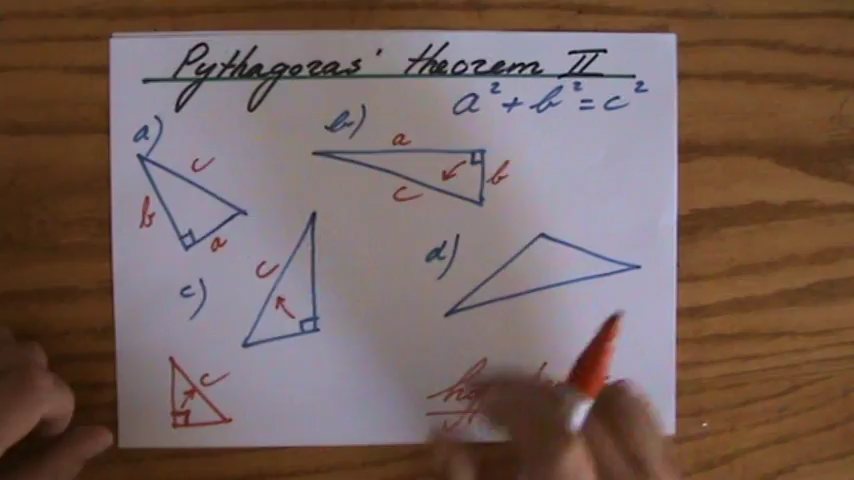 Pythagoras' theorem II
a² + b² = c²
a)
c
b
a
b)
a
b
c
c)
c
d)
c